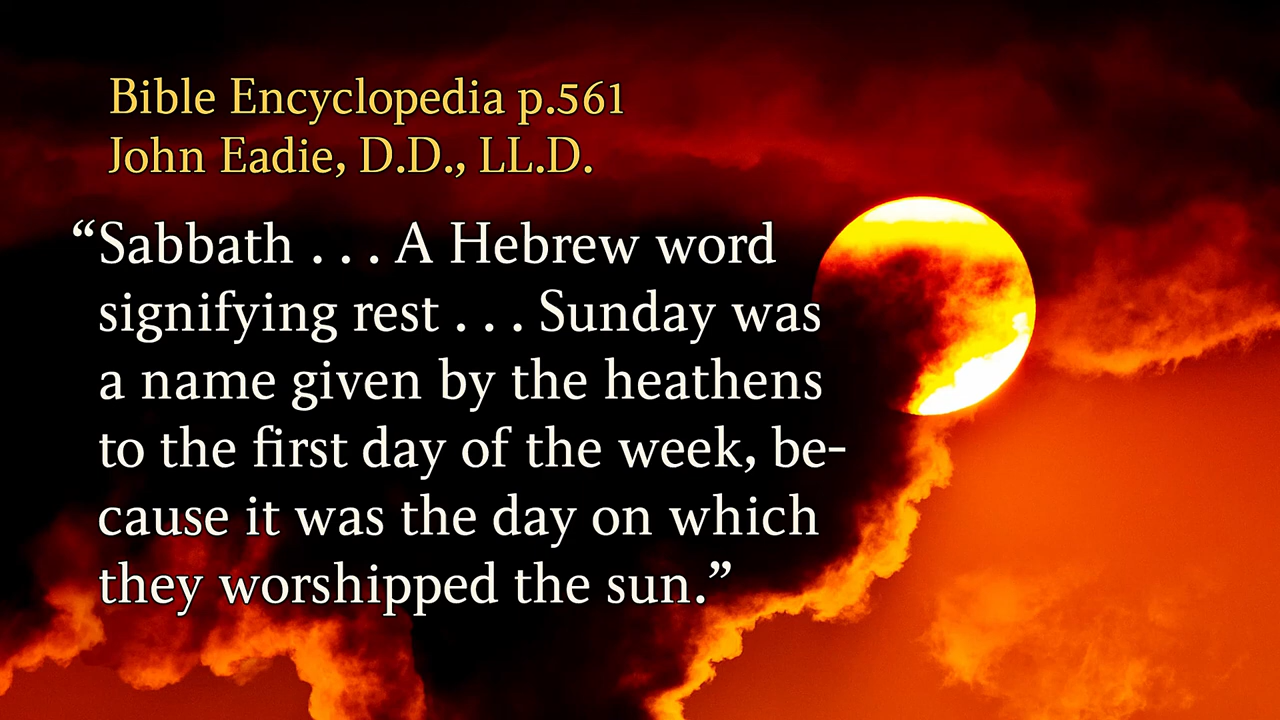 Bible Encyclopedia p.561
John Eadie, D.D., LL.D.
“Sabbath . . . A Hebrew word
signifying rest . . . Sunday was
a name given by the heathens
to the first day of the week, be-
cause it was the day on which
they worshipped the sun.”